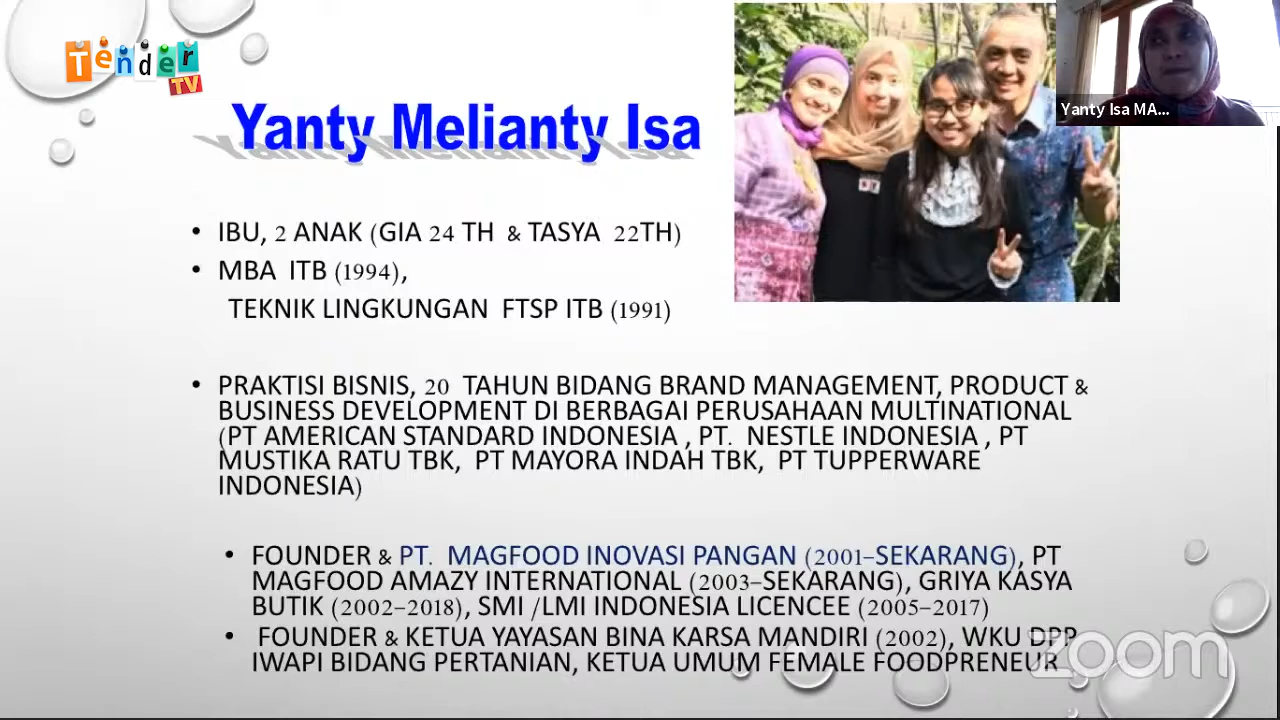 Tender
TV
Yanty Melianty Isa
Yanty Isa MA...
• IBU, 2 ANAK (GIA 24 TH & TASYA 22TH)
• MBA ITB (1994),
TEKNIK LINGKUNGAN FTSP ITB (1991)
• PRAKTISI BISNIS, 20 TAHUN BIDANG BRAND MANAGEMENT, PRODUCT &
BUSINESS DEVELOPMENT DI BERBAGAI PERUSAHAAN MULTINATIONAL
(PT AMERICAN STANDARD INDONESIA , PT. NESTLE INDONESIA , PT
MUSTIKA RATU TBK, PT MAYORA INDAH TBK, PT TUPPERWARE
INDONESIA)
• FOUNDER & PT. MAGFOOD INOVASI PANGAN (2001–SEKARANG), PT
MAGFOOD AMAZY INTERNATIONAL (2003–SEKARANG), GRIYA KASYA
BUTIK (2002–2018), SMI /LMI INDONESIA LICENCEE (2005–2017)
• FOUNDER & KETUA YAYASAN BINA KARSA MANDIRI (2002), WKU DPP
IWAPI BIDANG PERTANIAN, KETUA UMUM FEMALE FOODPRENEUR
zoom